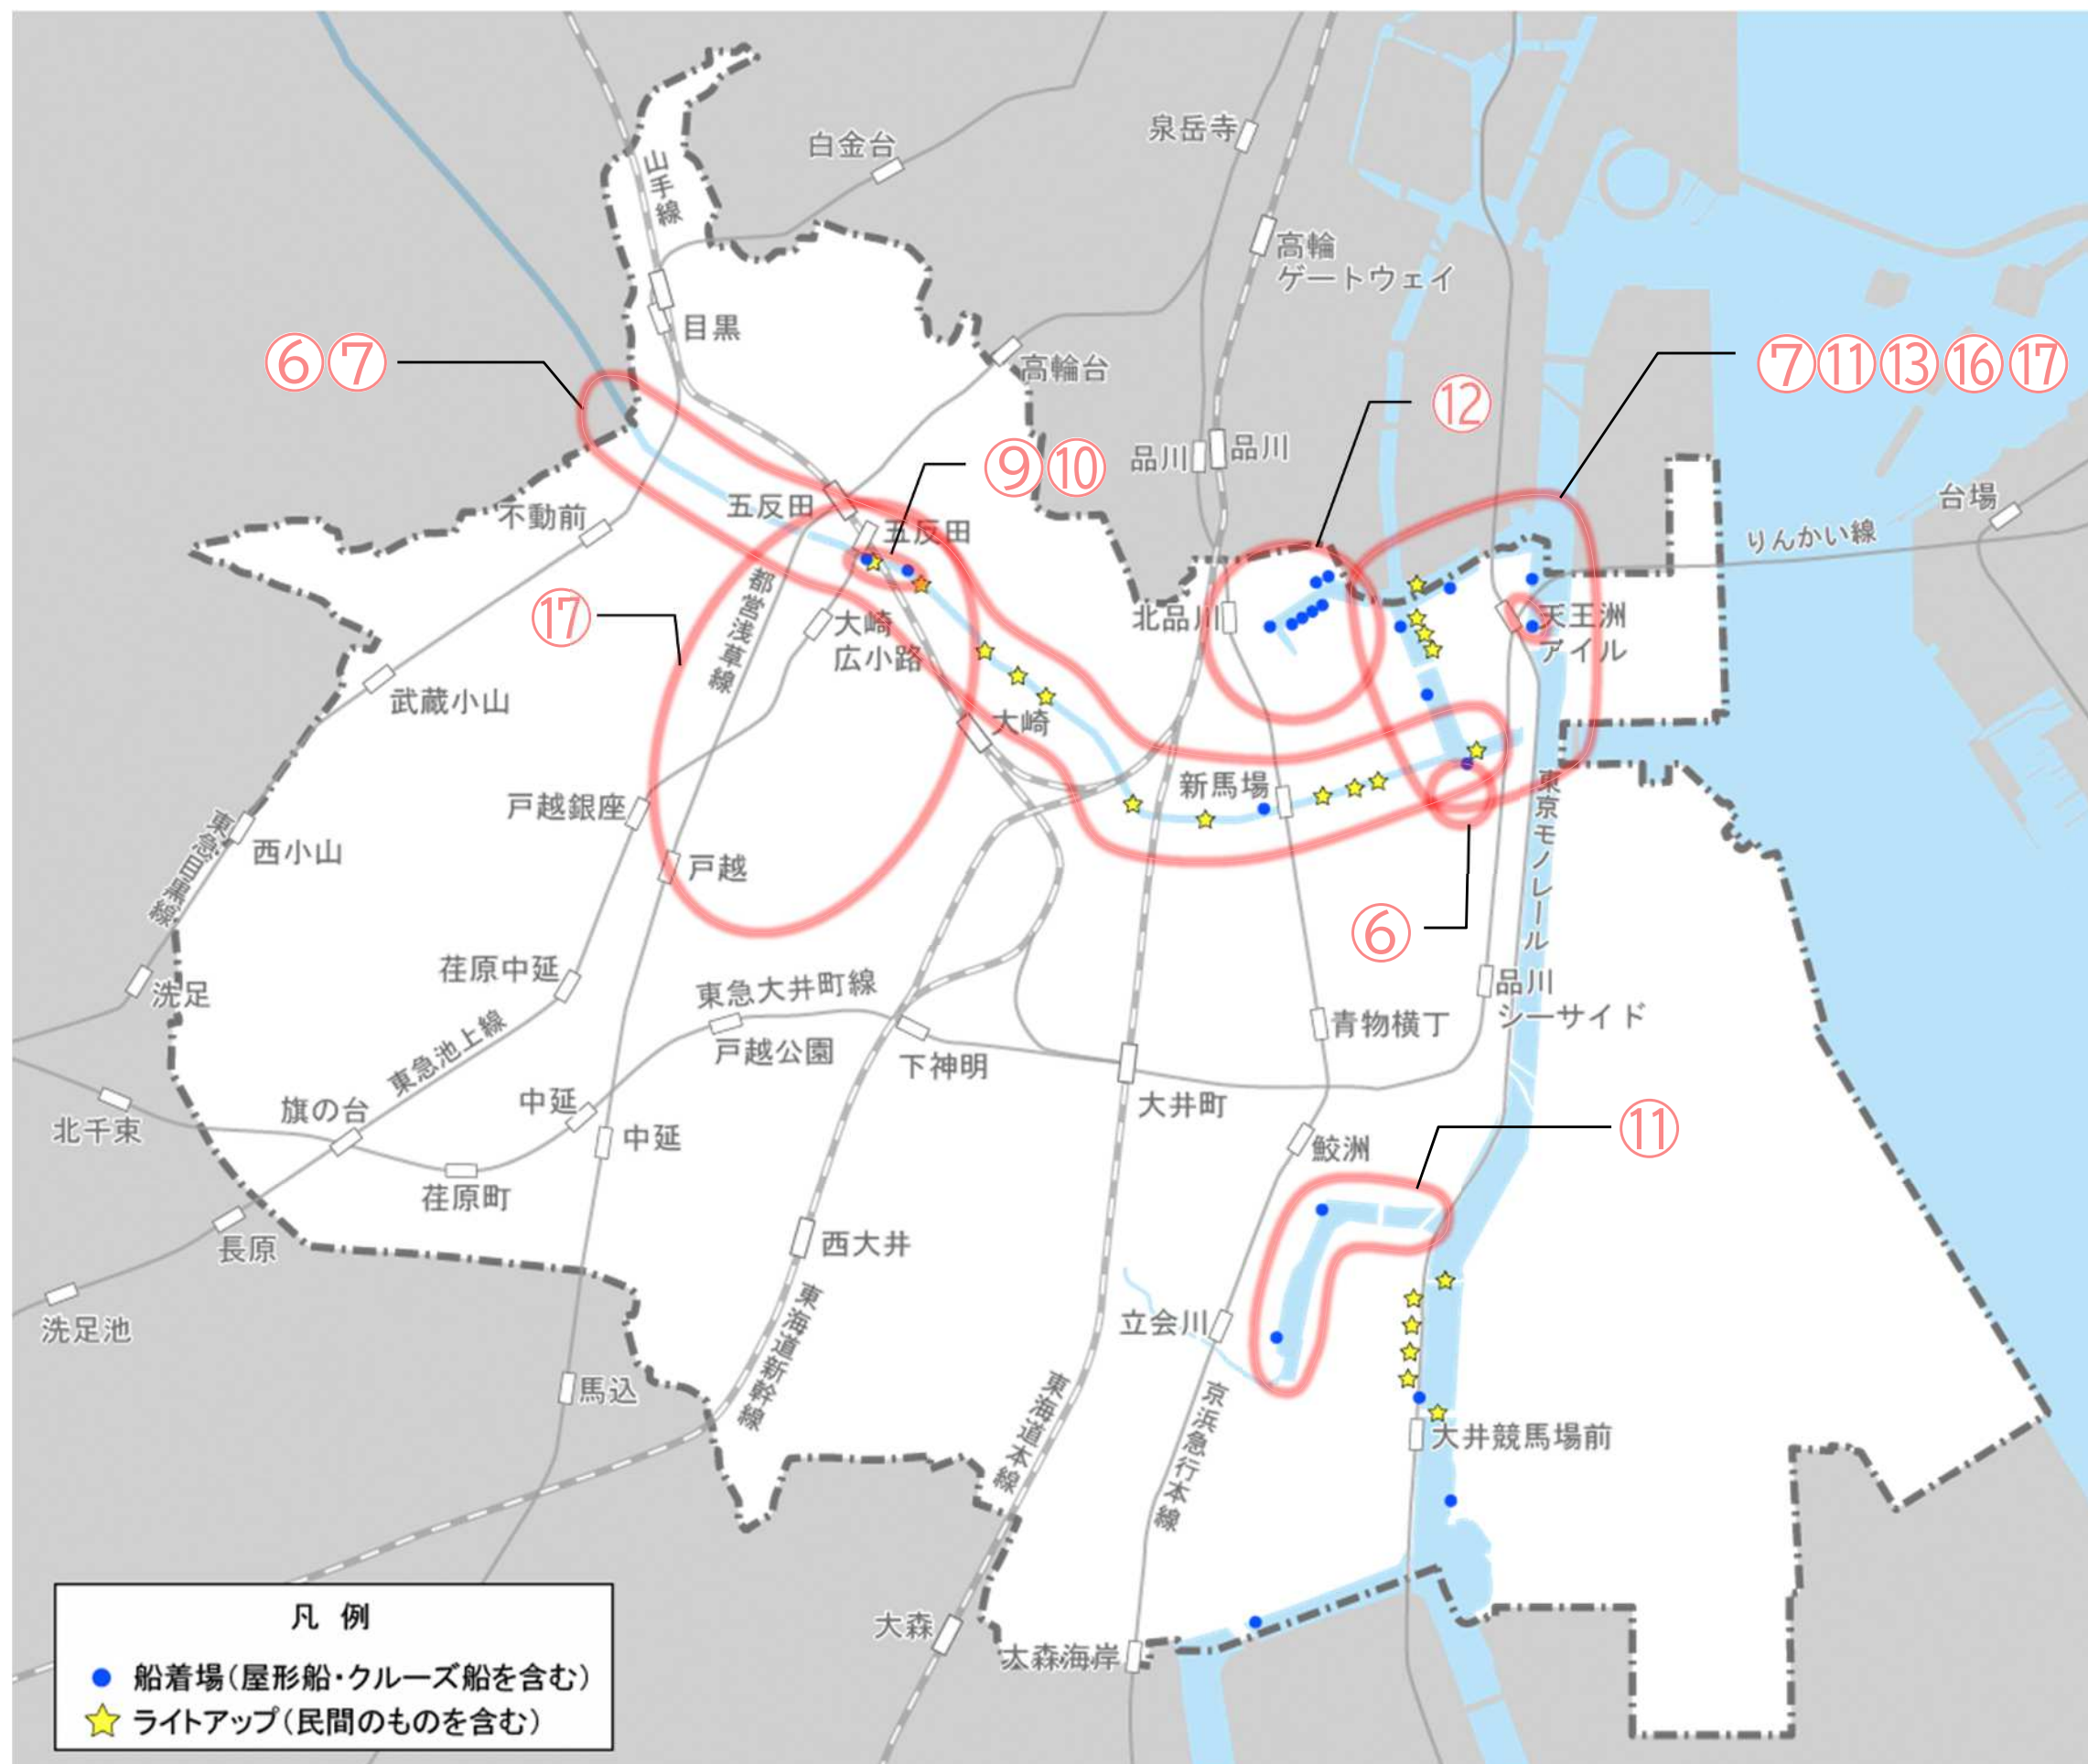 白金台
泉岳寺
山手線
高輪
ゲートウェイ
目黒
⑥⑦
高輪台
⑦⑪⑬⑯⑰
⑫
品川
品川
⑨⑩
台場
五反田
不動前
五反田
りんかい線
都営浅草線
⑰
北品川
天王洲
アイル
大崎
広小路
武蔵小山
大崎
新馬場
東京モノレール
戸越銀座
東急目黒線
西小山
戸越
⑥
荏原中延
洗足
東急大井町線
品川
シーサイド
青物横丁
戸越公園
下神明
東急池上線
旗の台
中延
大井町
北千束
中延
⑪
鮫洲
荏原町
長原
西大井
立会川
洗足池
東海道新幹線
馬込
東海道本線
京浜急行本線
大井競馬場前
大森
大森海岸
凡 例
船着場（屋形船・クルーズ船を含む）
ライトアップ（民間のものを含む）